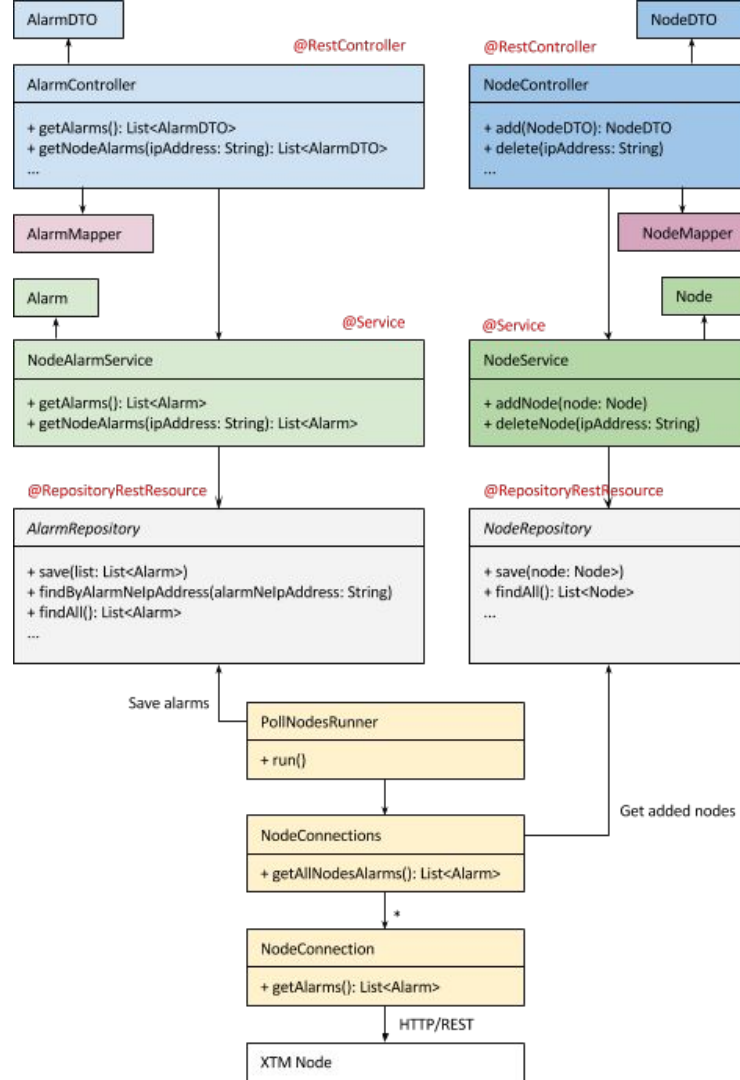 AlarmDTO
NodeDTO
@RestController
@RestController
AlarmController
+ getAlarms(): List<AlarmDTO>
+ getNodeAlarms(ipAddress: String): List<AlarmDTO>
...
NodeController
+ add(NodeDTO): NodeDTO
+ delete(ipAddress: String)
...
AlarmMapper
NodeMapper
Alarm
Node
@Service
@Service
NodeAlarmService
+ getAlarms(): List<Alarm>
+ getNodeAlarms(ipAddress: String): List<Alarm>
NodeService
+ addNode(node: Node)
+ deleteNode(ipAddress: String)
@RepositoryRestResource
@RepositoryRestResource
AlarmRepository
+ save(list: List<Alarm>)
+ findByAlarmNeIpAddress(alarmNeIpAddress: String)
+ findAll(): List<Alarm>
...
NodeRepository
+ save(node: Node>)
+ findAll(): List<Node>
...
Save alarms
PollNodesRunner
+ run()
Get added nodes
NodeConnections
+ getAllNodesAlarms(): List<Alarm>
*
NodeConnection
+ getAlarms(): List<Alarm>
HTTP/REST
XTM Node